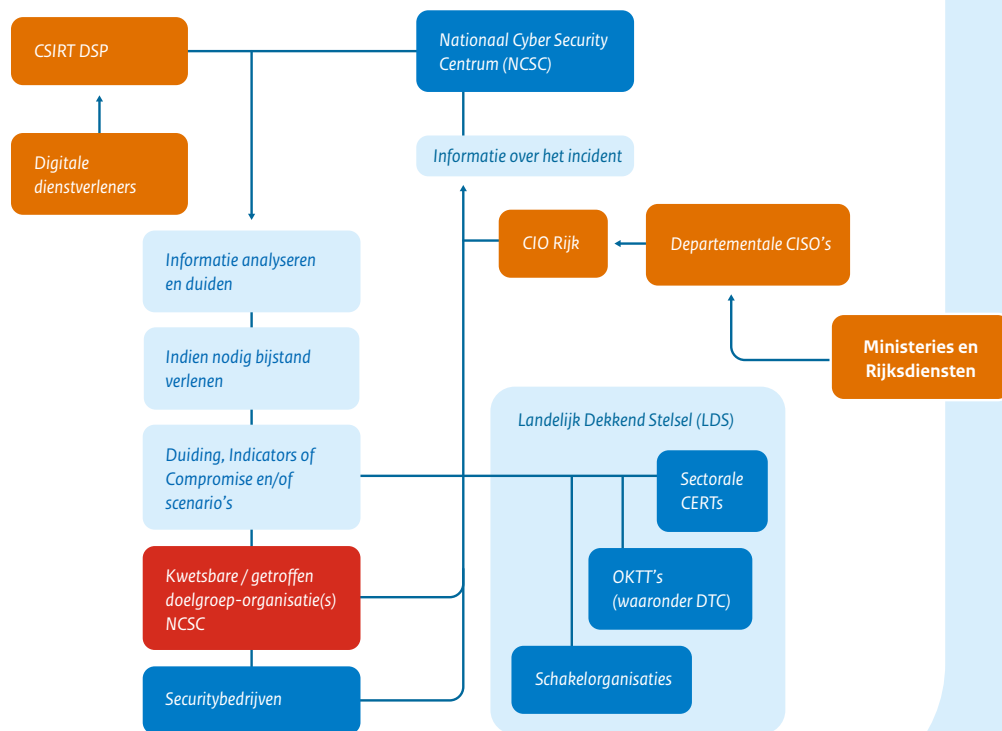 CSIRT DSP
Nationaal Cyber Security
Centrum (NCSC)
Digitale
dienstverleners
Informatie over het incident
CIO Rijk
Departementale CISO's
Informatie analyseren
en duiden
Ministeries en
Rijksdiensten
Indien nodig bijstand
verlenen
Landelijk Dekkend Stelsel (LDS)
Duiding, Indicators of
Compromise en/of
scenario's
Sectorale
CERTs
Kwetsbare / getroffen
doelgroep-organisatie(s)
NCSC
OKTT's
(waaronder DTC)
Schakelorganisaties
Securitybedrijven